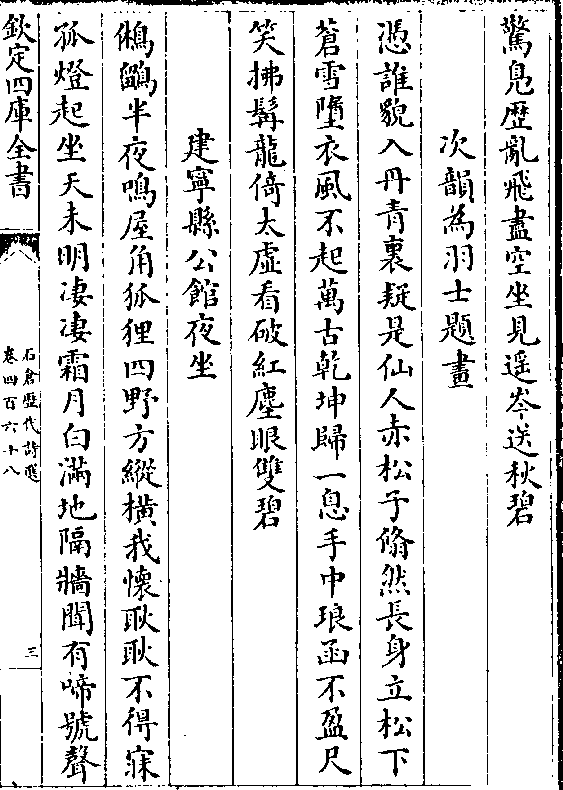 驚鳧歴亂飛盡空坐見遥岑送秋碧
次韻為羽士題畫
憑誰貌入丹青裏疑是仙人赤松子翛然長身立松下
蒼雪墮衣風不起萬古乾坤歸一息手中琅函不盈尺
笑拂髯龍倚太虚看破紅塵眼雙碧
建寧縣公館夜坐
鵂鶹半夜鳴屋角狐狸四野方縱横我懐耿耿不得寐
孤燈起坐天未明凄凄霜月白滿地隔牆聞有啼號聲
欽定四庫全書
石倉歷代詩選
卷四百六十八
三